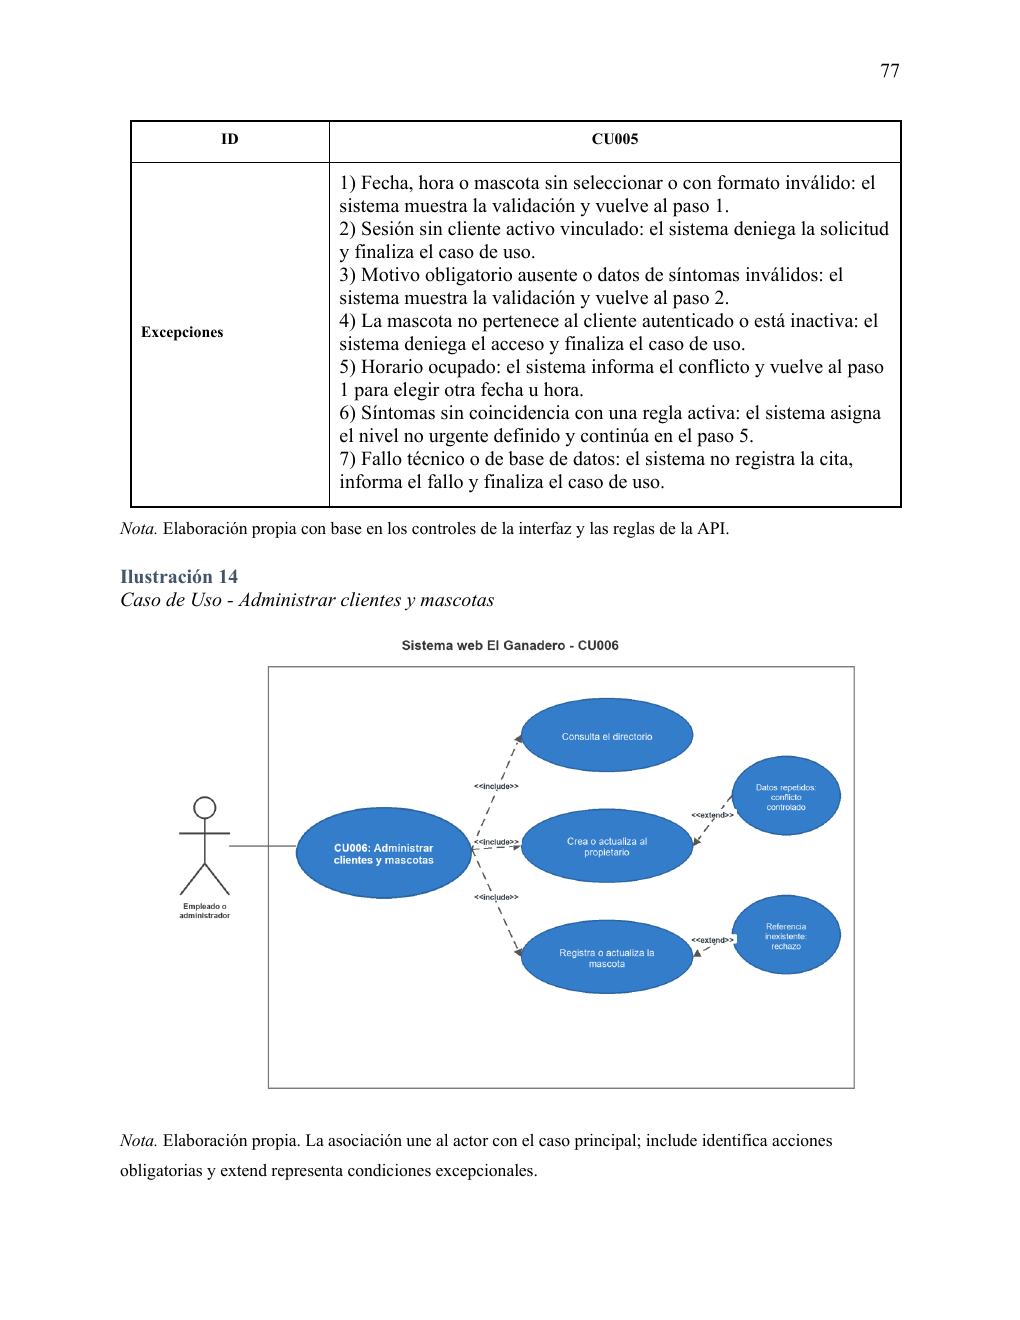 77
ID
CU005
Excepciones
1) Fecha, hora o mascota sin seleccionar o con formato inválido: el
sistema muestra la validación y vuelve al paso 1.
2) Sesión sin cliente activo vinculado: el sistema deniega la solicitud
y finaliza el caso de uso.
3) Motivo obligatorio ausente o datos de síntomas inválidos: el
sistema muestra la validación y vuelve al paso 2.
4) La mascota no pertenece al cliente autenticado o está inactiva: el
sistema deniega el acceso y finaliza el caso de uso.
5) Horario ocupado: el sistema informa el conflicto y vuelve al paso
1 para elegir otra fecha u hora.
6) Síntomas sin coincidencia con una regla activa: el sistema asigna
el nivel no urgente definido y continúa en el paso 5.
7) Fallo técnico o de base de datos: el sistema no registra la cita,
informa el fallo y finaliza el caso de uso.
Nota. Elaboración propia con base en los controles de la interfaz y las reglas de la API.
Ilustración 14
Caso de Uso - Administrar clientes y mascotas
Sistema web El Ganadero - CU006
Consulta el directorio
<<include>>
Datos repetidos:
conflicto
controlado
<<extend>>
CU006: Administrar
clientes y mascotas
<<include>>
Crea o actualiza al
propietario
Empleado o
administrador
<<include>>
Referencia
inexistente:
rechazo
<<extend>>
Registra o actualiza la
mascota
Nota. Elaboración propia. La asociación une al actor con el caso principal; include identifica acciones
obligatorias y extend representa condiciones excepcionales.